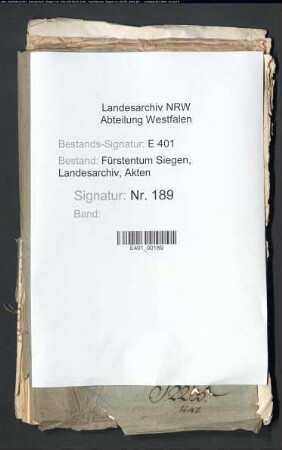 Landesarchiv NRW
Abteilung Westfalen
Bestands-Signatur: E 401
Bestand: Fürstentum Siegen,
Landesarchiv, Akten
Signatur: Nr. 189
Band:
E401_00189